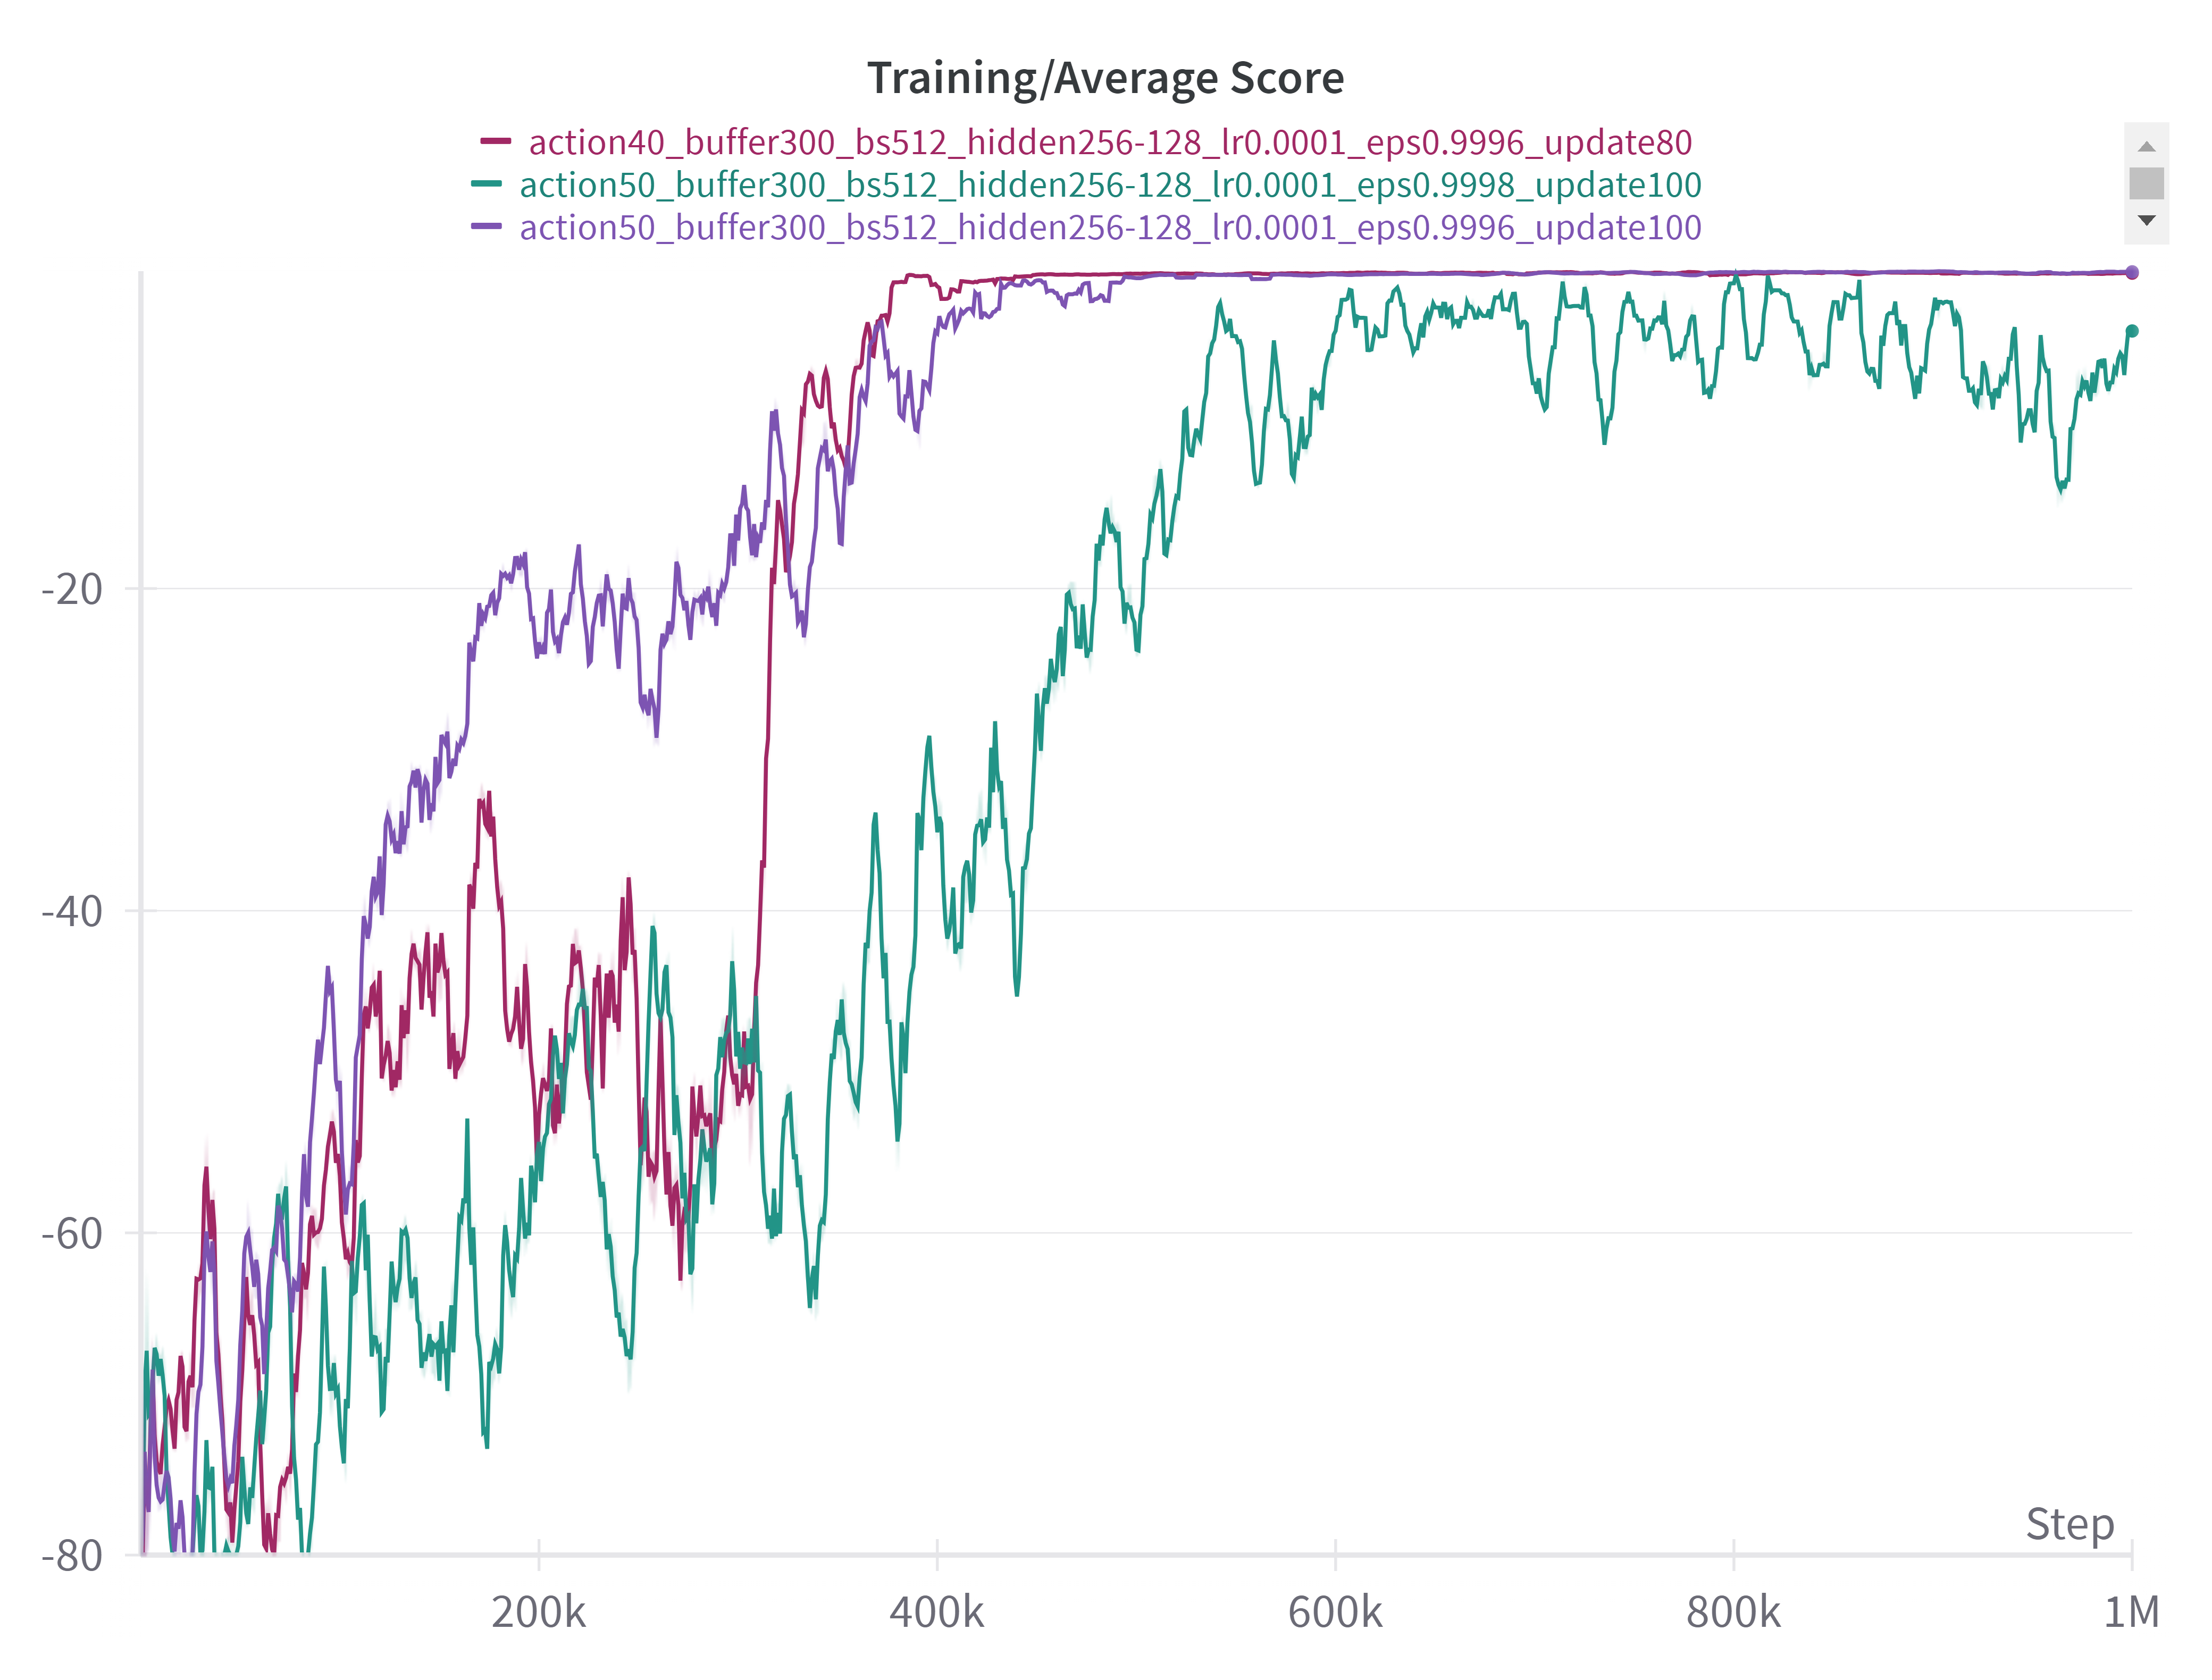 Training/Average Score
action40_buffer300_bs512_hidden256-128_lr0.0001_eps0.9996_update80
action50_buffer300_bs512_hidden256-128_lr0.0001_eps0.9998_update100
action50_buffer300_bs512_hidden256-128_lr0.0001_eps0.9996_update100
-20
-40
-60
-80
Step
200k 400k 600k 800k 1M